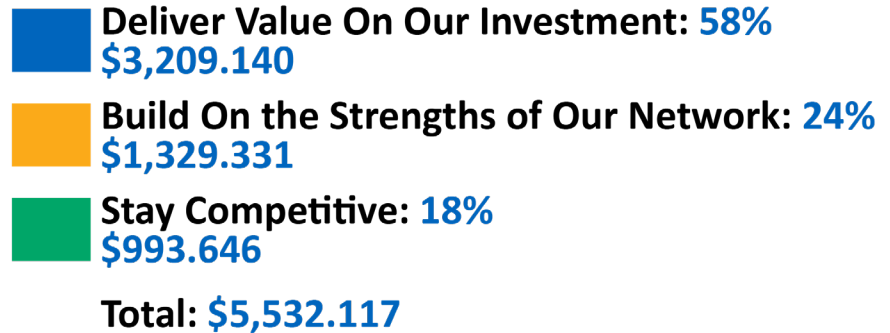 Deliver Value On Our Investment: 58%
$3,209.140
Build On the Strengths of Our Network: 24%
$1,329.331
Stay Competitive: 18%
$993.646
Total: $5,532.117